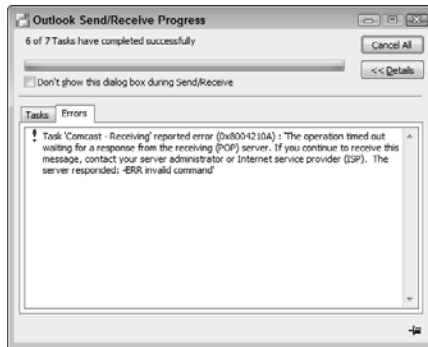 Outlook Send/Receive Progress
6 of 7 Tasks have completed successfully
Cancel All
<< Details
Don't show this dialog box during Send/Receive
Tasks Errors
Task 'Comcast - Receiving' reported error (0x8004210A) : 'The operation timed out
waiting for a response from the receiving (POP) server. If you continue to receive this
message, contact your server administrator or Internet service provider (ISP). The
server responded: -ERR invalid command'